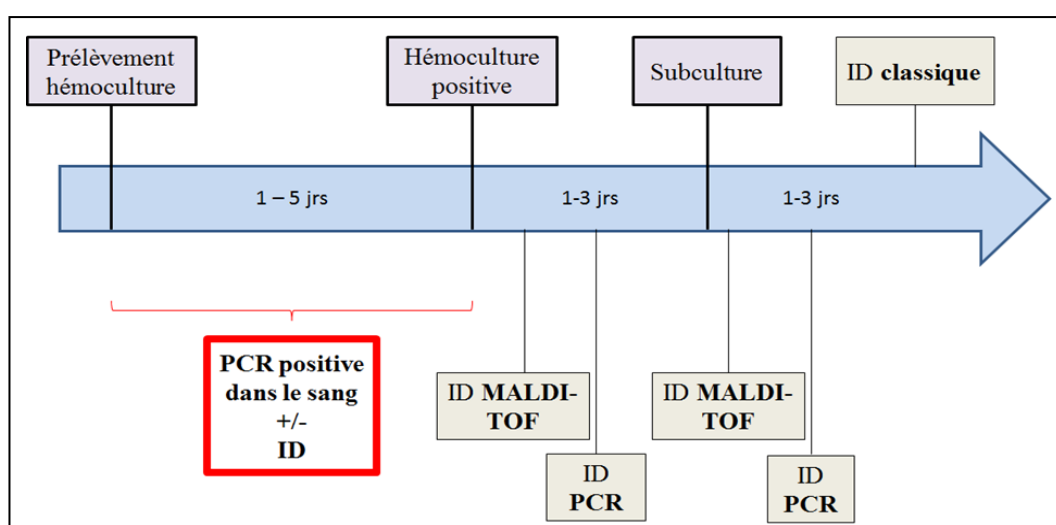 Prélèvement
hémoculture
Hémoculture
positive
Subculture
ID classique
1 – 5 jrs
1-3 jrs
1-3 jrs
PCR positive
dans le sang
+/-
ID
ID MALDI-
TOF
ID
PCR
ID MALDI-
TOF
ID
PCR